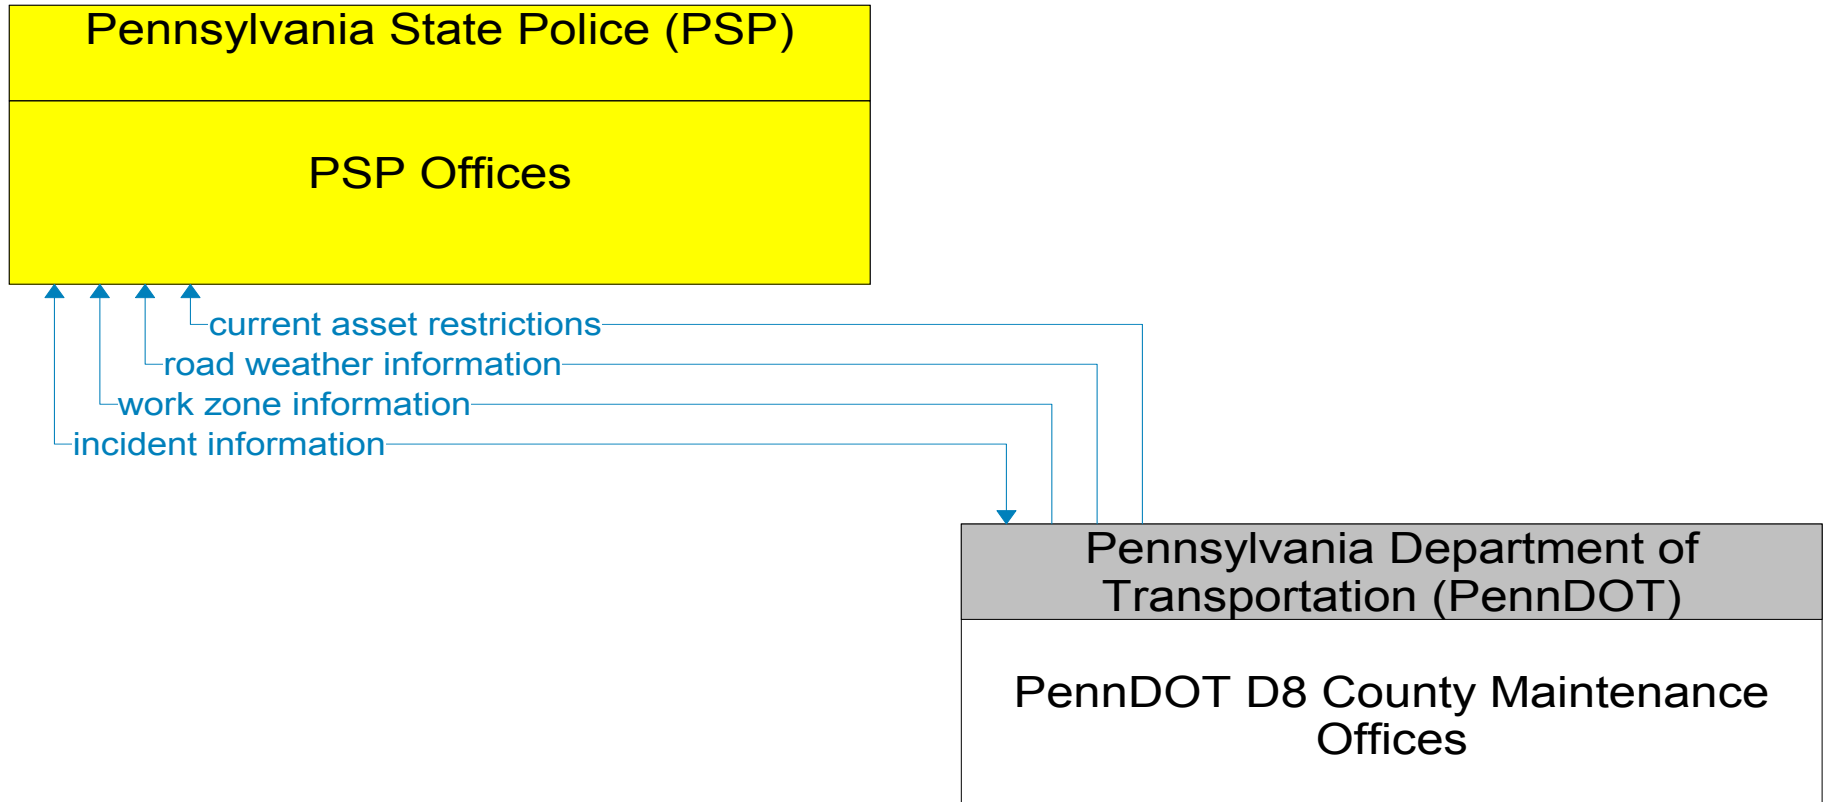 Pennsylvania State Police (PSP)
PSP Offices
current asset restrictions
road weather information
work zone information
incident information
Pennsylvania Department of
Transportation (PennDOT)
PennDOT D8 County Maintenance
Offices